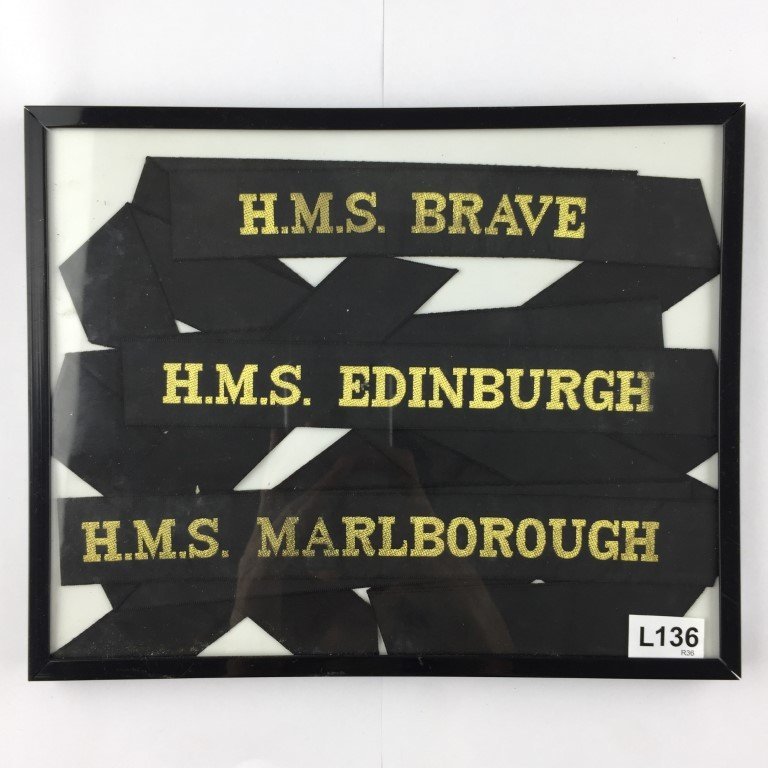 H.M.S. BRAVE
H.M.S. EDINBURGH
H.M.S. MARLBOROUGH
L136
R36